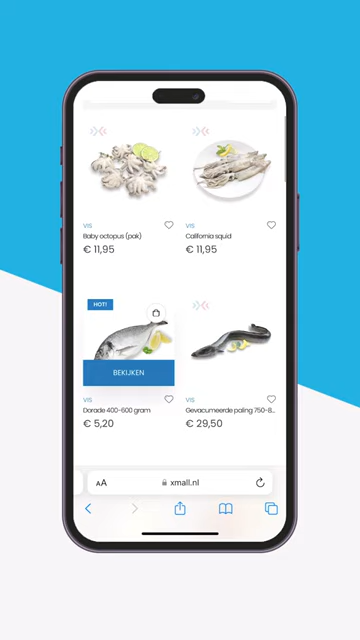 VIS
Baby octopus (pak)
€ 11,95
VIS
California squid
€ 11,95
HOT!
BEKIJKEN
VIS
Dorade 400-600 gram
€ 5,20
VIS
Gevacumeerde paling 750-8...
€ 29,50
AA
xmall.nl